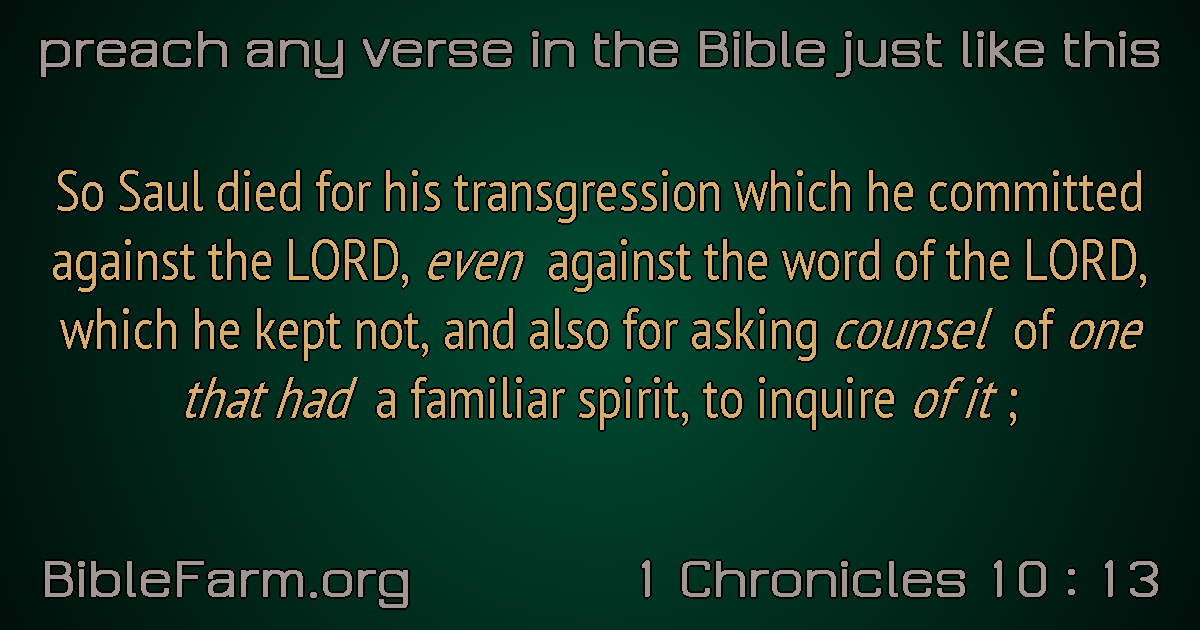 preach any verse in the Bible just like this
So Saul died for his transgression which he committed
against the LORD, even against the word of the LORD,
which he kept not, and also for asking counsel of one
that had a familiar spirit, to inquire of it ;
BibleFarm.org
1 Chronicles 10 : 13